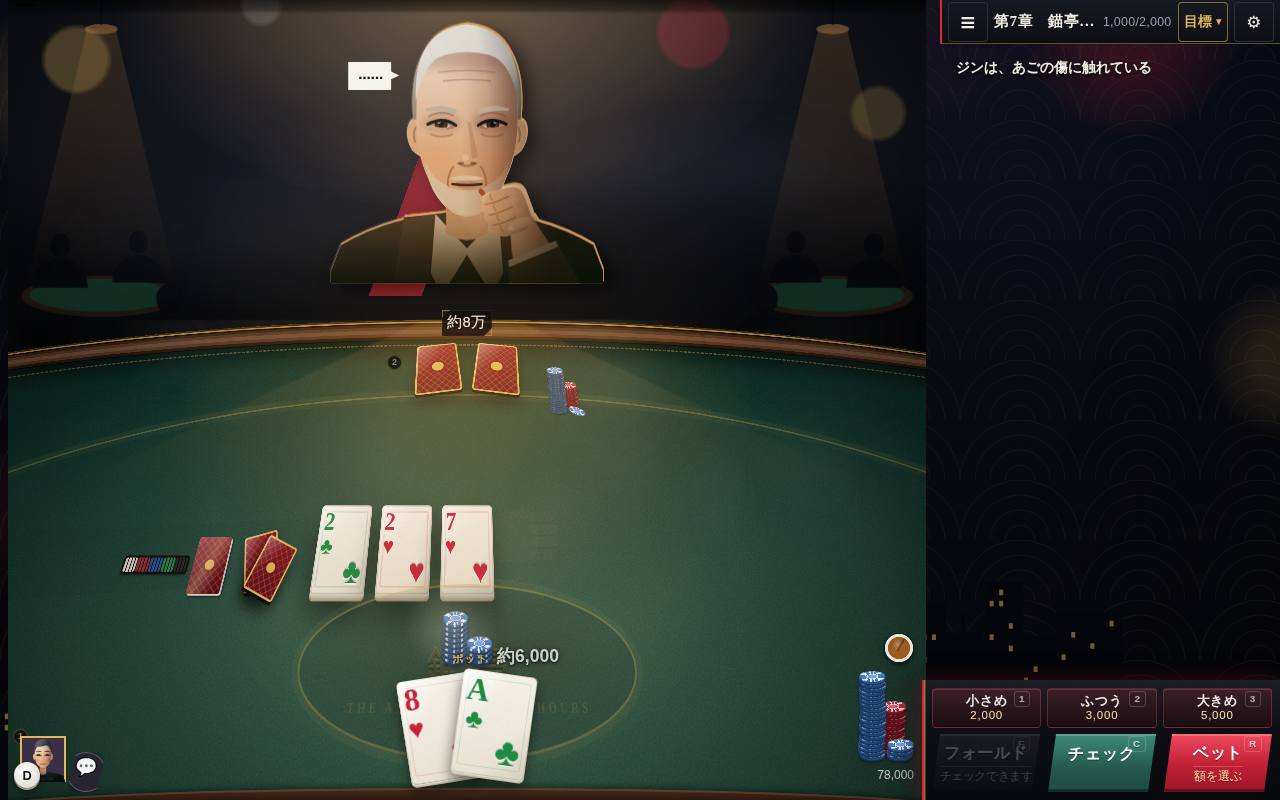 第7章 錨亭… 1,000/2,000 目標▾
ジンは、あごの傷に触れている
......
約8万
2
2
2
7
ポット 約6,000
8
A
THE A HOURS
78,000
D
小さめ 1
2,000
ふつう 2
3,000
大きめ 3
5,000
フォールド F
チェックできます
チェック C
ベット R
額を選ぶ